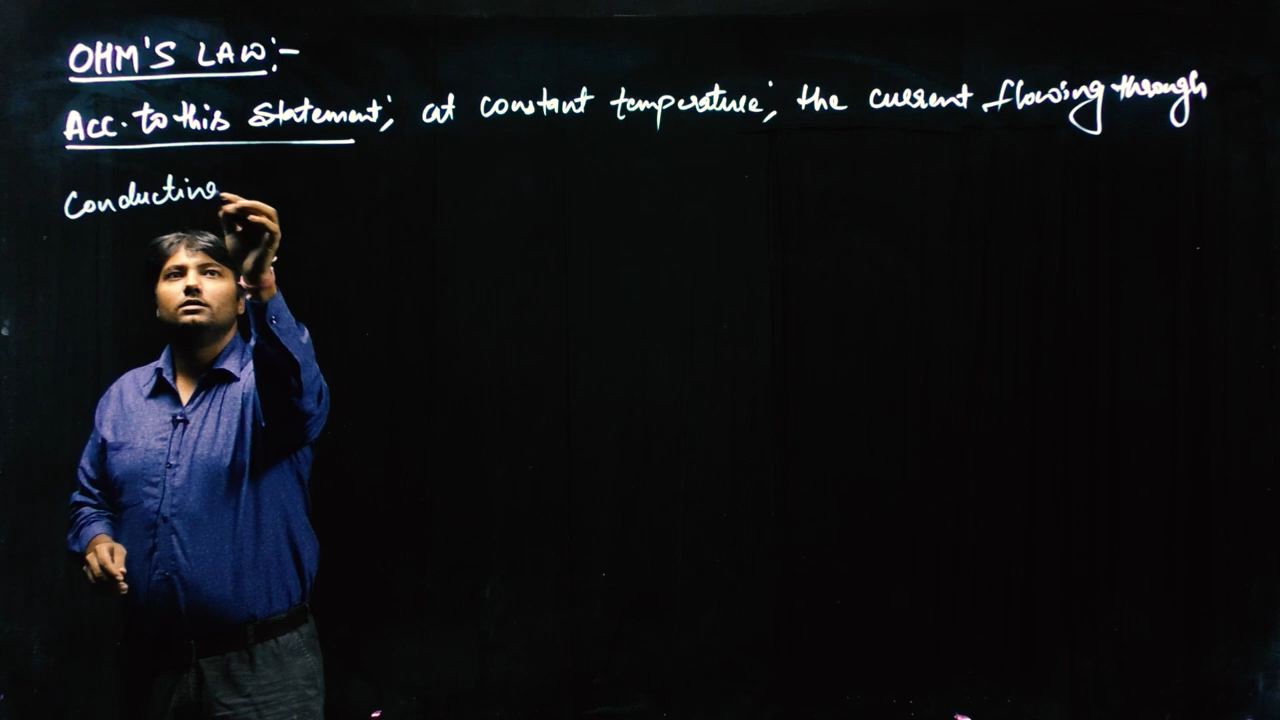 OHM'S LAW:-
Acc. to this statement; at constant temperature; the current flowing through
Conductine